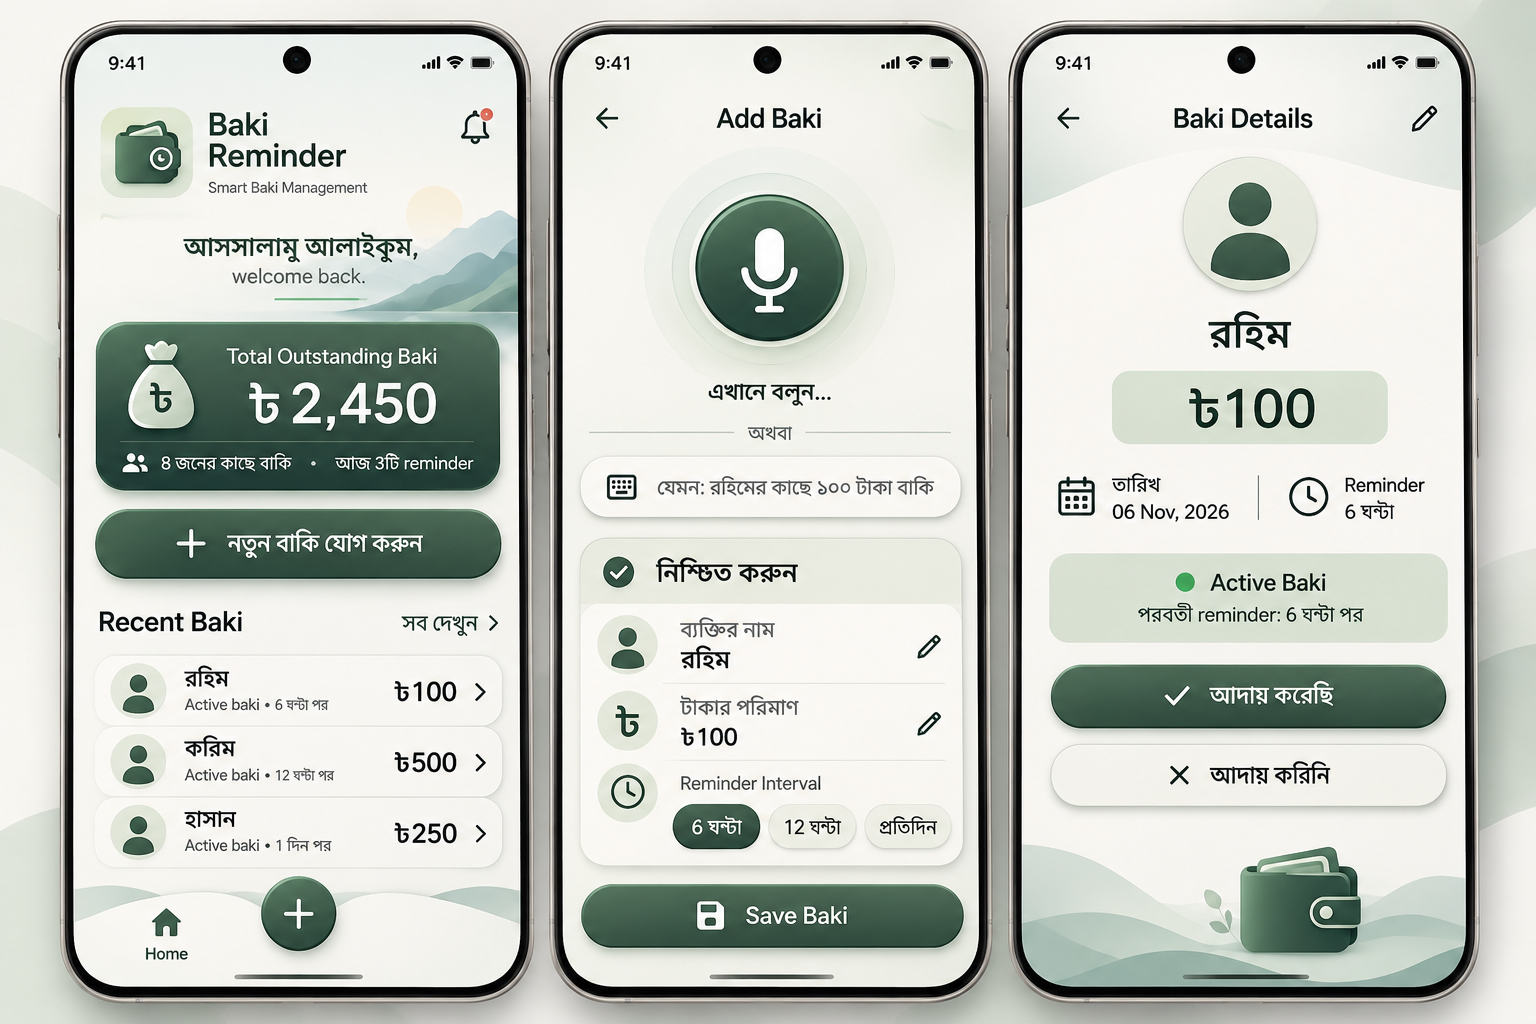 9:41
Baki
Reminder
Smart Baki Management
আসসালামু আলাইকুম,
welcome back.
Total Outstanding Baki
৳ 2,450
8 জনের কাছে বাকি • আজ 3টি reminder
নতুন বাকি যোগ করুন
Recent Baki
সব দেখুন
রহিম
Active baki • 6 ঘন্টা পর
৳100
করিম
Active baki • 12 ঘন্টা পর
৳500
হাসান
Active baki • 1 দিন পর
৳250
Home
9:41
Add Baki
এখানে বলুন...
অথবা
যেমন: রহিমের কাছে ১০০ টাকা বাকি
নিশ্চিত করুন
ব্যক্তির নাম
রহিম
টাকার পরিমাণ
৳
৳100
Reminder Interval
6 ঘন্টা
12 ঘন্টা
প্রতিদিন
Save Baki
9:41
Baki Details
রহিম
৳100
তারিখ
06 Nov, 2026
Reminder
6 ঘন্টা
Active Baki
পরবর্তী reminder: 6 ঘন্টা পর
আদায় করেছি
আদায় করিনি